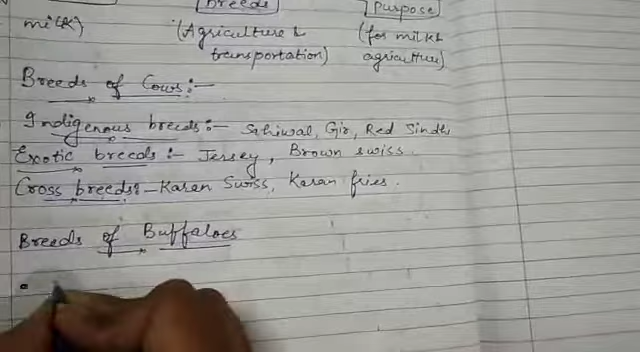 Breeds Purpose
milk) (Agriculture & (for milk &
transportation) agriculture)
Breeds of Cows:-
Indigenous breeds:- Sahiwal, Gir, Red Sindhi
Exotic breeds:- Jersey, Brown swiss.
Cross breeds:- Karan Swiss, Karan fries.
Breeds of Buffaloes